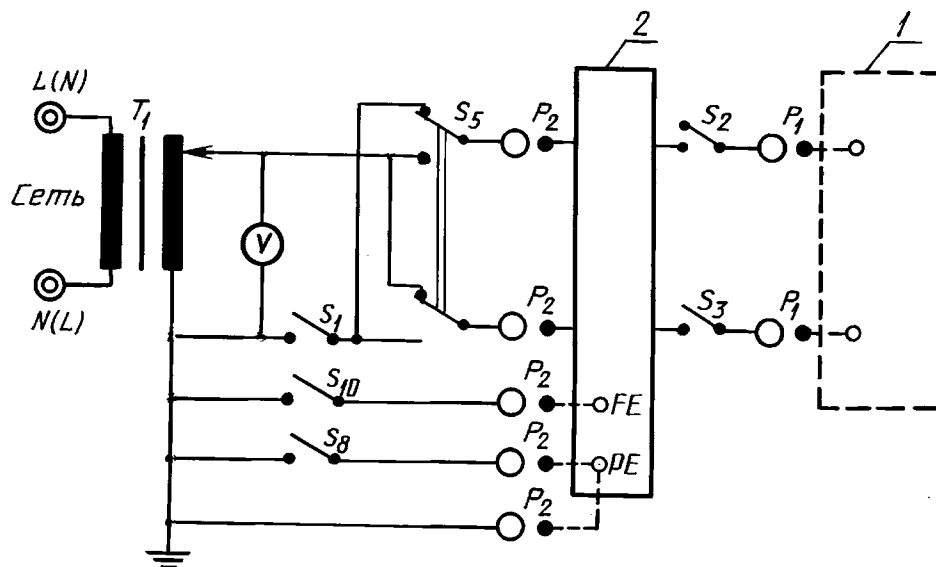 2
1
L(N)
T1
S5
P2
S2
P1
Сеть
V
N(L)
S1
P2
S3
P1
S10
P2
FE
S8
P2
PE
P2